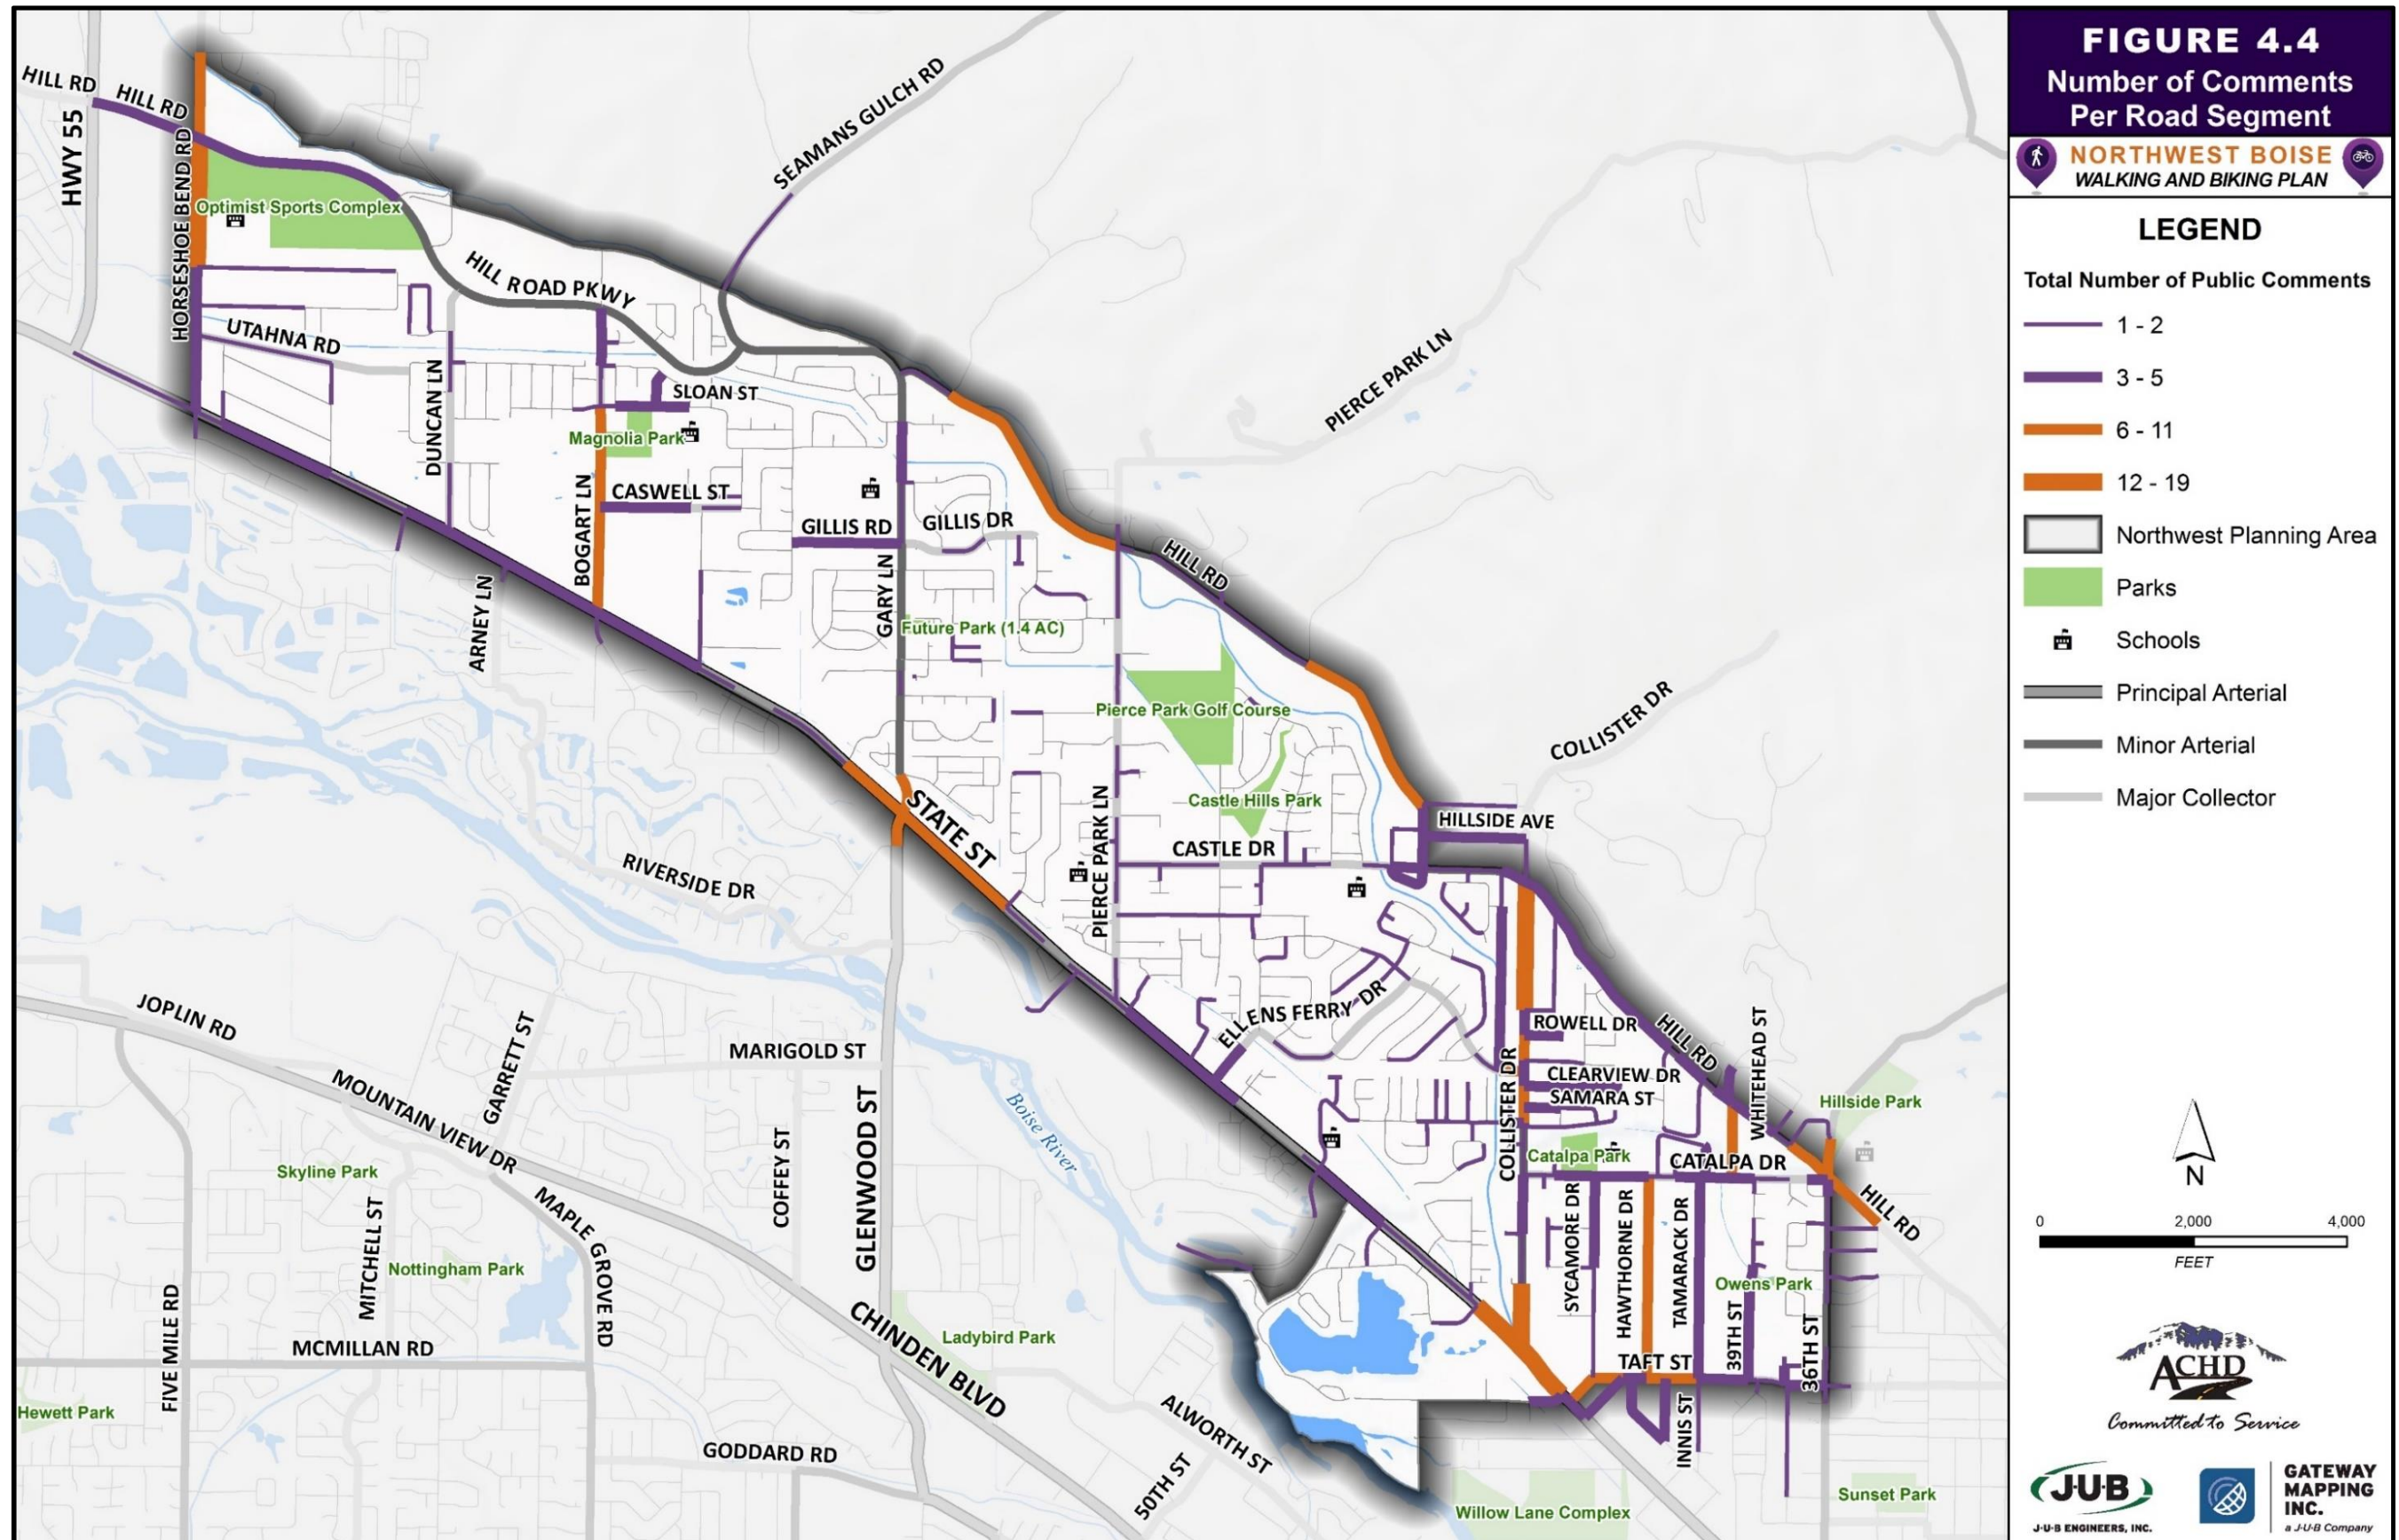 FIGURE 4.4
Number of Comments
Per Road Segment
NORTHWEST BOISE
WALKING AND BIKING PLAN
LEGEND
Total Number of Public Comments
1 - 2
3 - 5
6 - 11
12 - 19
Northwest Planning Area
Parks
Schools
Principal Arterial
Minor Arterial
Major Collector
N
0 2,000 4,000
FEET
ACHD
Committed to Service
J·U·B
J·U·B ENGINEERS, INC.
GATEWAY
MAPPING
INC.
a J·U·B Company
HILL RD
HILL RD
HWY 55
HORSESHOE BEND RD
Optimist Sports Complex
SEAMANS GULCH RD
HILL ROAD PKWY
UTAHNA RD
DUNCAN LN
SLOAN ST
Magnolia Park
PIERCE PARK LN
BOGART LN
CASWELL ST
GILLIS RD
GILLIS DR
GARY LN
ARNEY LN
HILL RD
Future Park (1.4 AC)
Pierce Park Golf Course
COLLISTER DR
Castle Hills Park
STATE ST
PIERCE PARK LN
CASTLE DR
HILLSIDE AVE
RIVERSIDE DR
JOPLIN RD
GARRETT ST
MARIGOLD ST
ELLENS FERRY DR
ROWELL DR
HILL RD
WHITEHEAD ST
MOUNTAIN VIEW DR
Boise River
COLLISTER DR
CLEARVIEW DR
SAMARA ST
Hillside Park
Skyline Park
COFFEY ST
GLENWOOD ST
Catalpa Park
CATALPA DR
HILL RD
MITCHELL ST
MAPLE GROVE RD
Nottingham Park
SYCAMORE DR
HAWTHORNE DR
TAMARACK DR
39TH ST
Owens Park
36TH ST
FIVE MILE RD
MCMILLAN RD
CHINDEN BLVD
Ladybird Park
TAFT ST
Hewett Park
GODDARD RD
ALWORTH ST
50TH ST
INNIS ST
Willow Lane Complex
Sunset Park